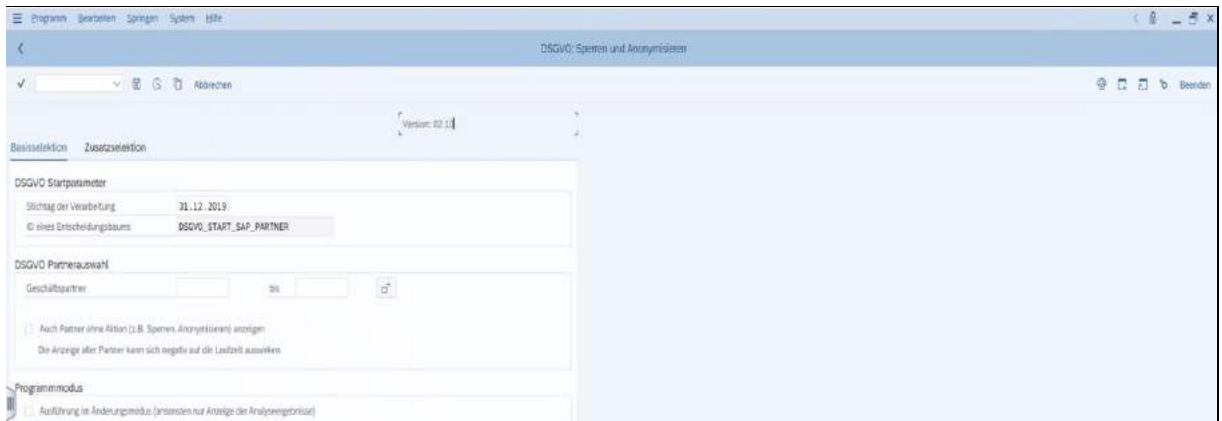 Programm Bearbeiten Springen System Hilfe
DSGVO: Sperren und Anonymisieren
Abbrechen Beenden
Version: 02.10
Basisselektion Zusatzselektion
DSGVO Startparameter
Stichtag der Verarbeitung 31.12.2019
ID eines Entscheidungsbaums DSGVO_START_SAP_PARTNER
DSGVO Partnerauswahl
Geschäftspartner bis
Auch Partner ohne Aktion (z.B. Sperren, Anonymisieren) anzeigen
Die Anzeige aller Partner kann sich negativ auf die Laufzeit auswirken
Programmmodus
Ausführung im Änderungsmodus (ansonsten nur Anzeige der Analyseergebnisse)